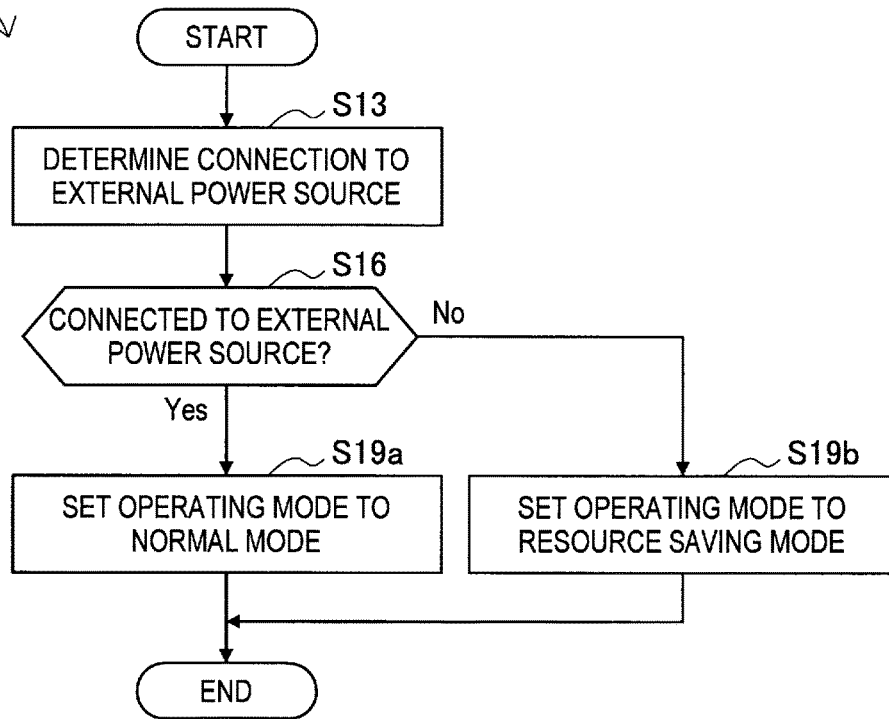 START
S13
DETERMINE CONNECTION TO
EXTERNAL POWER SOURCE
S16
CONNECTED TO EXTERNAL
POWER SOURCE?
No
Yes
S19a
SET OPERATING MODE TO
NORMAL MODE
S19b
SET OPERATING MODE TO
RESOURCE SAVING MODE
END